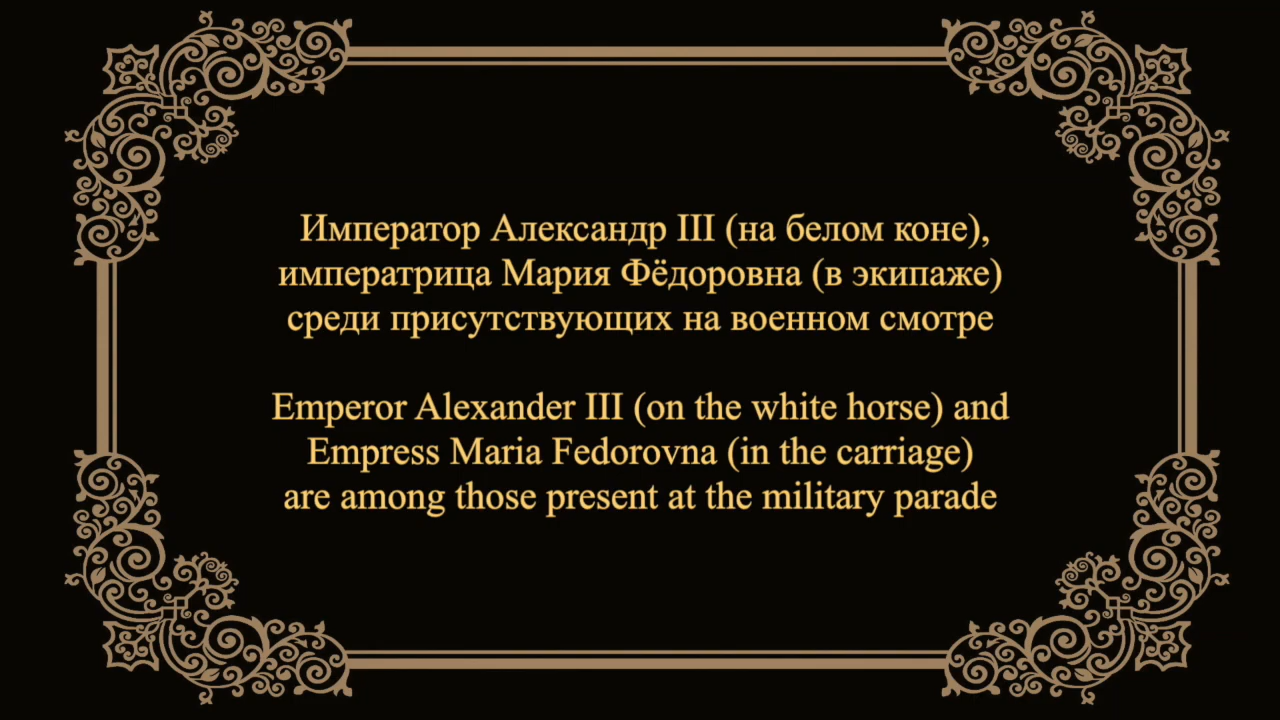 Император Александр III (на белом коне),
императрица Мария Фёдоровна (в экипаже)
среди присутствующих на военном смотре
Emperor Alexander III (on the white horse) and
Empress Maria Fedorovna (in the carriage)
are among those present at the military parade